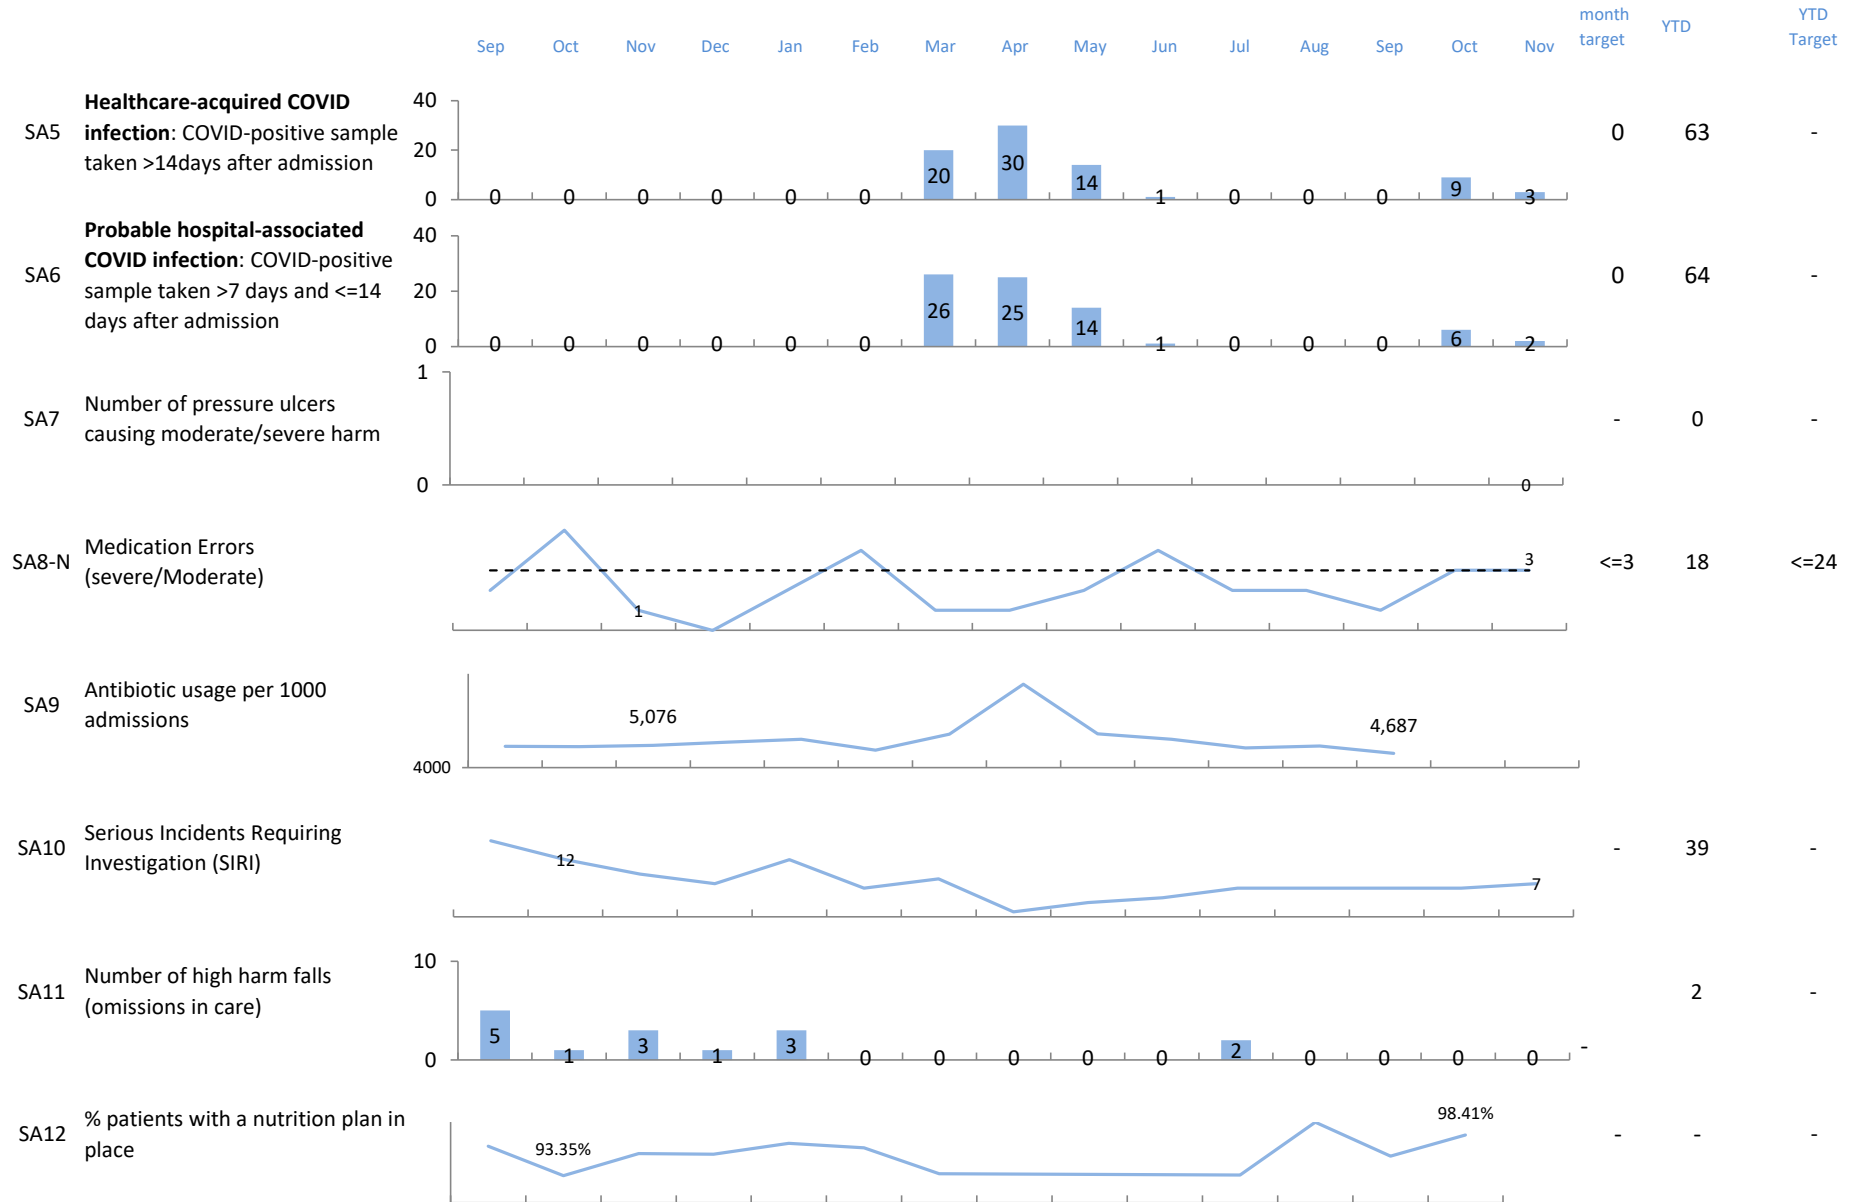 Sep Oct Nov Dec Jan Feb Mar Apr May Jun Jul Aug Sep Oct Nov month target YTD YTD Target
SA5
Healthcare-acquired COVID
infection: COVID-positive sample
taken >14days after admission
40
20
0
0 0 0 0 0 0 20 30 14 1 0 0 0 9 3
0 63 -
SA6
Probable hospital-associated
COVID infection: COVID-positive
sample taken >7 days and <=14
days after admission
40
20
0
0 0 0 0 0 0 26 25 14 1 0 0 0 6 2
0 64 -
SA7
Number of pressure ulcers
causing moderate/severe harm
1
0
0
- 0 -
SA8-N
Medication Errors
(severe/Moderate)
1 3
<=3 18 <=24
SA9
Antibiotic usage per 1000
admissions
4000
5,076 4,687
SA10
Serious Incidents Requiring
Investigation (SIRI)
12 7
- 39 -
SA11
Number of high harm falls
(omissions in care)
10
0
5 1 3 1 3 0 0 0 0 0 2 0 0 0 0
- 2 -
SA12
% patients with a nutrition plan in
place
93.35% 98.41%
- - -